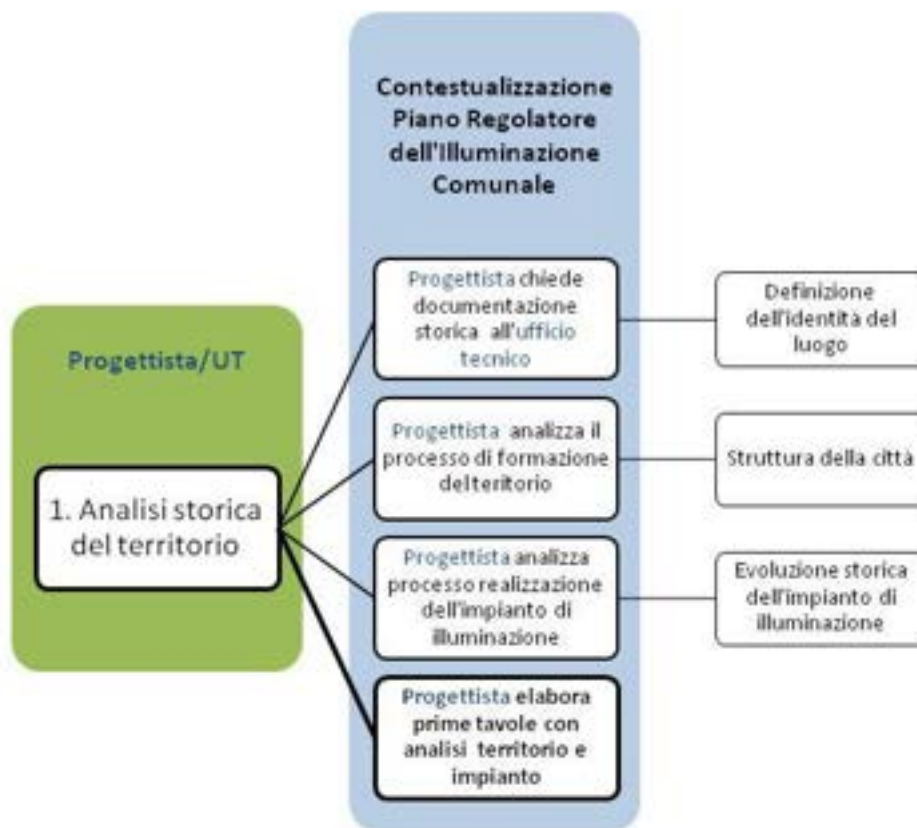 Contestualizzazione
Piano Regolatore
dell'Illuminazione
Comunale
Progettista/UT
1. Analisi storica
del territorio
Progettista chiede
documentazione
storica all'ufficio
tecnico
Definizione
dell'identità del
luogo
Progettista analizza il
processo di formazione
del teritorio
Struttura della città
Progettista analizza
processo realizzazione
dell'impianto di
illuminazione
Evoluzione storica
dell'impianto di
illuminazione
Progettista elabora
prime tavole con
analisi territorio e
impianto